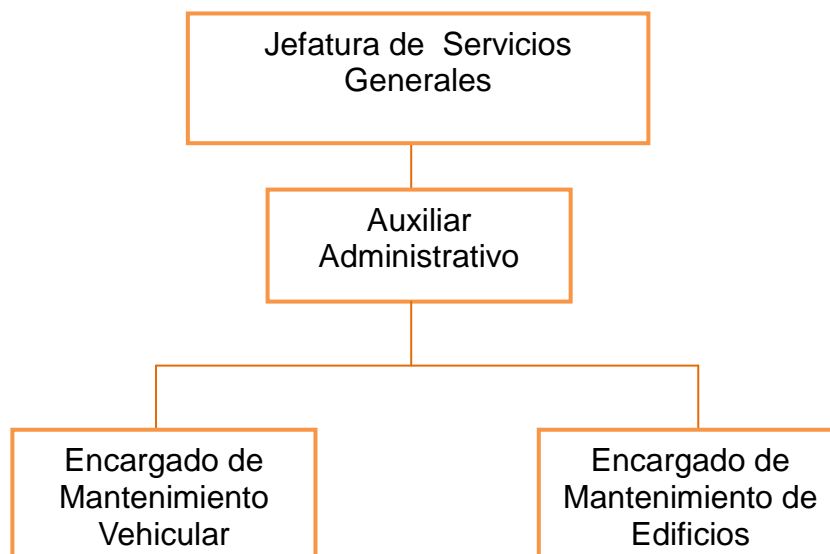 Jefatura de Servicios
Generales
Auxiliar
Administrativo
Encargado de
Mantenimiento
Vehicular
Encargado de
Mantenimiento de
Edificios